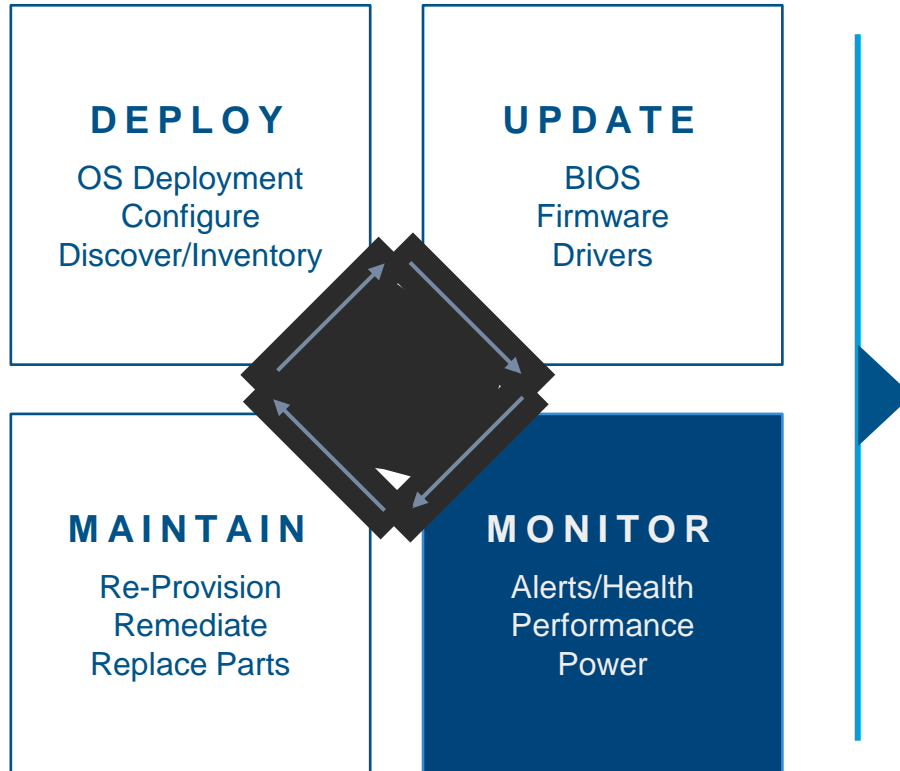 DEPLOY
OS Deployment
Configure
Discover/Inventory
UPDATE
BIOS
Firmware
Drivers
MAINTAIN
Re-Provision
Remediate
Replace Parts
MONITOR
Alerts/Health
Performance
Power